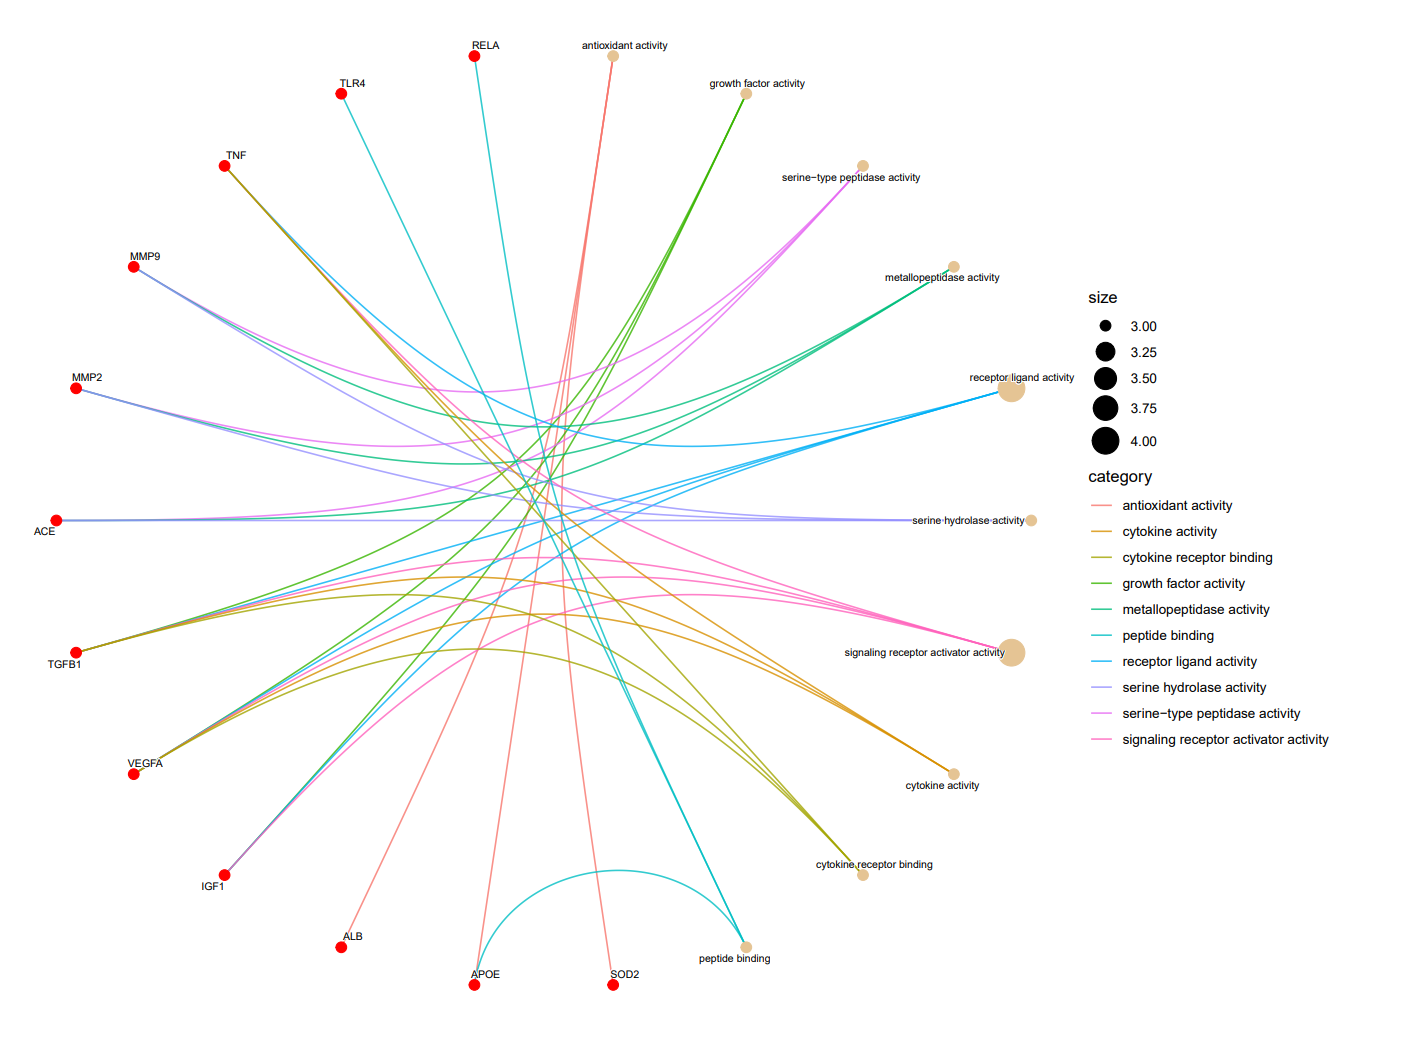 RELA
antioxidant activity
TLR4
growth factor activity
TNF
serine−type peptidase activity
MMP9
metallopeptidase activity
MMP2
receptor ligand activity
ACE
serine hydrolase activity
TGFB1
signaling receptor activator activity
VEGFA
cytokine activity
IGF1
cytokine receptor binding
ALB
peptide binding
APOE
SOD2
size
3.00
3.25
3.50
3.75
4.00
category
antioxidant activity
cytokine activity
cytokine receptor binding
growth factor activity
metallopeptidase activity
peptide binding
receptor ligand activity
serine hydrolase activity
serine−type peptidase activity
signaling receptor activator activity